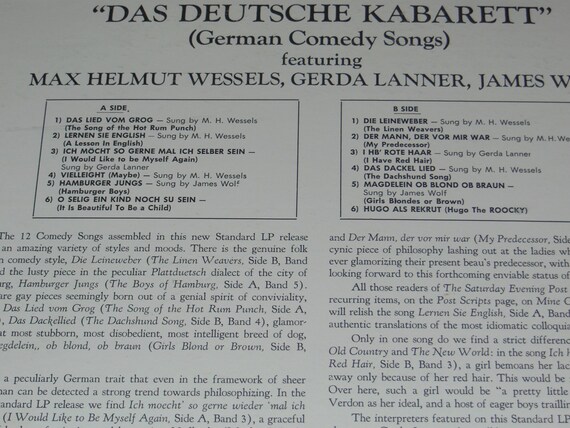 “DAS DEUTSCHE KABARETT”
(German Comedy Songs)
featuring
MAX HELMUT WESSELS, GERDA LANNER, JAMES W
A SIDE
1) DAS LIED VOM GROG — Sung by M. H. Wessels
(The Song of the Hot Rum Punch)
2) LERNEN SIE ENGLISH — Sung by M. H. Wessels
(A Lesson In English)
3) ICH MÖCHT SO GERNE MAL ICH SELBER SEIN —
(I Would Like to be Myself Again)
Sung by Gerda Lanner
4) VIELLEIGHT (Maybe) — Sung by M. H. Wessels
5) HAMBURGER JUNGS — Sung by James Wolf
(Hamburger Boys)
6) O SELIG EIN KIND NOCH SU SEIN —
(It Is Beautiful To Be a Child)
B SIDE
1) DIE LEINEWEBER — Sung by M. H. Wessels
(The Linen Weavers)
2) DER MANN, DER VOR MIR WAR — Sung by M. H. We
(My Predecessor)
3) I HB' ROTE HAAR — Sung by Gerda Lanner
(I Have Red Hair)
4) DAS DACKEL LIED — Sung by M. H. Wessels
(The Dachshund Song)
5) MAGDELEIN OB BLOND OB BRAUN —
Sung by James Wolf
(Girls Blondes or Brown)
6) HUGO ALS REKRUT (Hugo The ROOCKY)
The 12 Comedy Songs assembled in this new Standard LP release
an amazing variety of styles and moods. There is the genuine folk
n comedy style, Die Leineweber (The Linen Weavers, Side B, Band
d the lusty piece in the peculiar Plattduetsch dialect of the city of
urg, Hamburger Jungs (The Boys of Hamburg, Side A, Band 5).
are gay pieces seemingly born out of a genial spirit of conviviality,
Das Lied vom Grog (The Song of the Hot Rum Punch, Side A,
), Das Dackellied (The Dachshund Song, Side B, Band 4), glamor-
at most stubborn, most disobedient, most intelligent breed of dog,
egdelein,, ob blond, ob braun (Girls Blond or Brown, Side B,
a peculiarly German trait that even in the framework of sheer
an can be detected a strong trend towards philosophizing. In the
tandard LP release we find Ich moecht' so gerne wieder 'mal ich
(I Would Like to Be Myself Again, Side A, Band 3), a graceful
and Der Mann, der vor mir war (My Predecessor, Side
cynic piece of philosophy lashing out at the ladies wh
ever glamorizing their present beau's predecessor, with
looking forward to this forthcoming enviable status of
All those readers of The Saturday Evening Post
recurring items, on the Post Scripts page, on Mine C
will relish the song Lernen Sie English, Side A, Band
authentic translations of the most idiomatic colloquia
Only in one song do we find a strict difference
Old Country and The New World: in the song Ich h
Red Hair, Side B, Band 3), a girl bemoans her lac
away only because of her red hair. This would be
Over here, such a girl would be “a pretty little
Verdon as her ideal, and a host of eager boys traili
The interpreters featured on this Standard LP